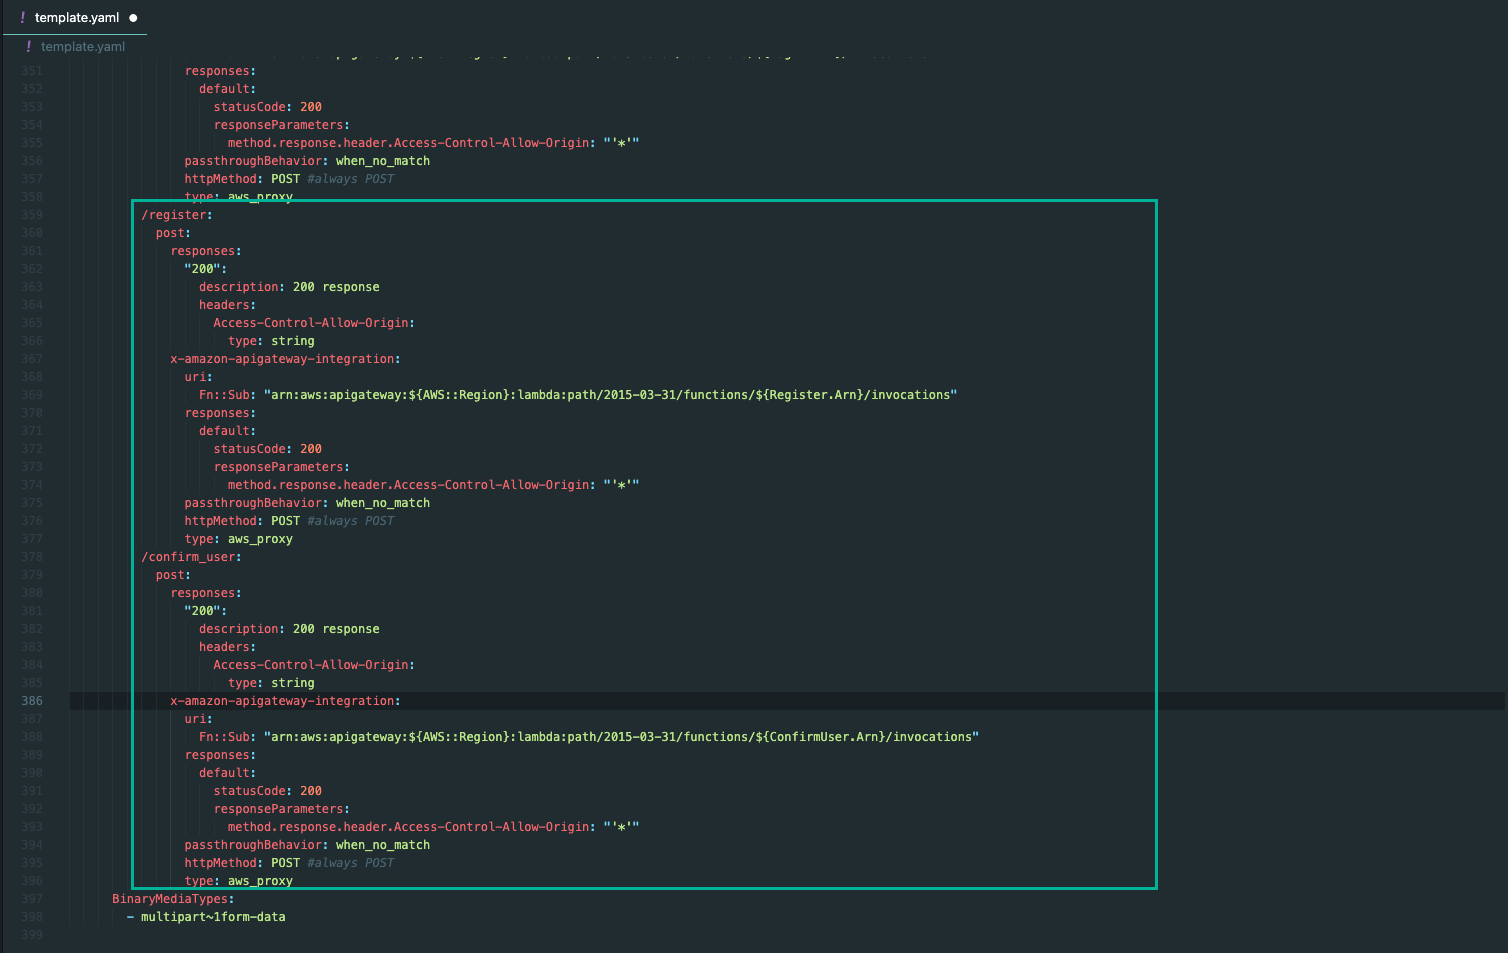 ! template.yaml ●
! template.yaml
351 responses:
352 default:
353 statusCode: 200
354 responseParameters:
355 method.response.header.Access-Control-Allow-Origin: "'*'"
356 passthroughBehavior: when_no_match
357 httpMethod: POST #always POST
358 type: aws_proxy
359 /register:
360 post:
361 responses:
362 "200":
363 description: 200 response
364 headers:
365 Access-Control-Allow-Origin:
366 type: string
367 x-amazon-apigateway-integration:
368 uri:
369 Fn::Sub: "arn:aws:apigateway:${AWS::Region}:lambda:path/2015-03-31/functions/${Register.Arn}/invocations"
370 responses:
371 default:
372 statusCode: 200
373 responseParameters:
374 method.response.header.Access-Control-Allow-Origin: "'*'"
375 passthroughBehavior: when_no_match
376 httpMethod: POST #always POST
377 type: aws_proxy
378 /confirm_user:
379 post:
380 responses:
381 "200":
382 description: 200 response
383 headers:
384 Access-Control-Allow-Origin:
385 type: string
386 x-amazon-apigateway-integration:
387 uri:
388 Fn::Sub: "arn:aws:apigateway:${AWS::Region}:lambda:path/2015-03-31/functions/${ConfirmUser.Arn}/invocations"
389 responses:
390 default:
391 statusCode: 200
392 responseParameters:
393 method.response.header.Access-Control-Allow-Origin: "'*'"
394 passthroughBehavior: when_no_match
395 httpMethod: POST #always POST
396 type: aws_proxy
397 BinaryMediaTypes:
398 - multipart~1form-data
399